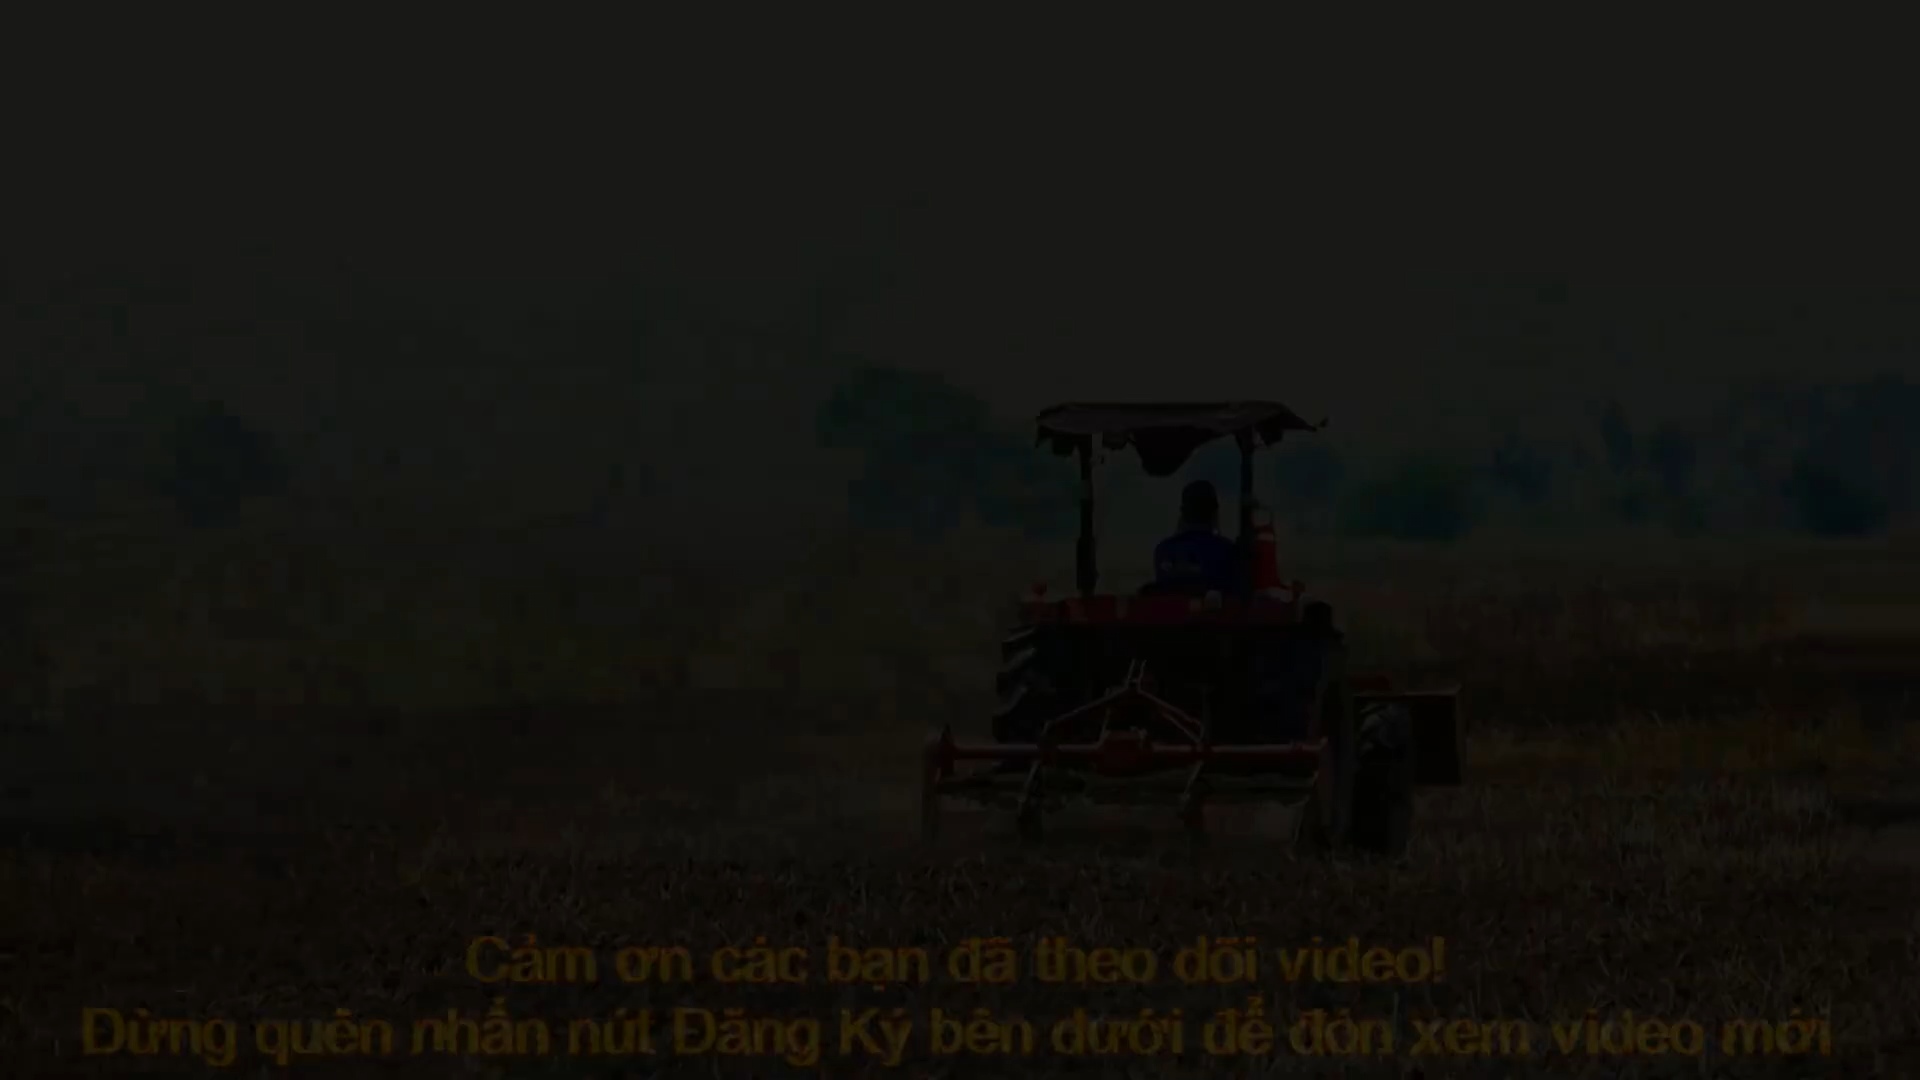 Cảm ơn các bạn đã theo dõi video!
Đừng quên nhấn nút Đăng Ký bên dưới để đón xem video mới